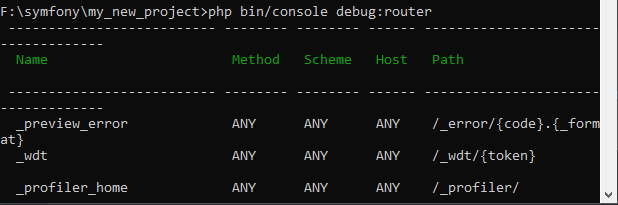 F:\symfony\my_new_project>php bin/console debug:router
-------------------------- -------- -------- ------ ------------------------
-------------
Name Method Scheme Host Path
-------------------------- -------- -------- ------ ------------------------
-------------
_preview_error ANY ANY ANY /_error/{code}.{_form
at}
_wdt ANY ANY ANY /_wdt/{token}
_profiler_home ANY ANY ANY /_profiler/